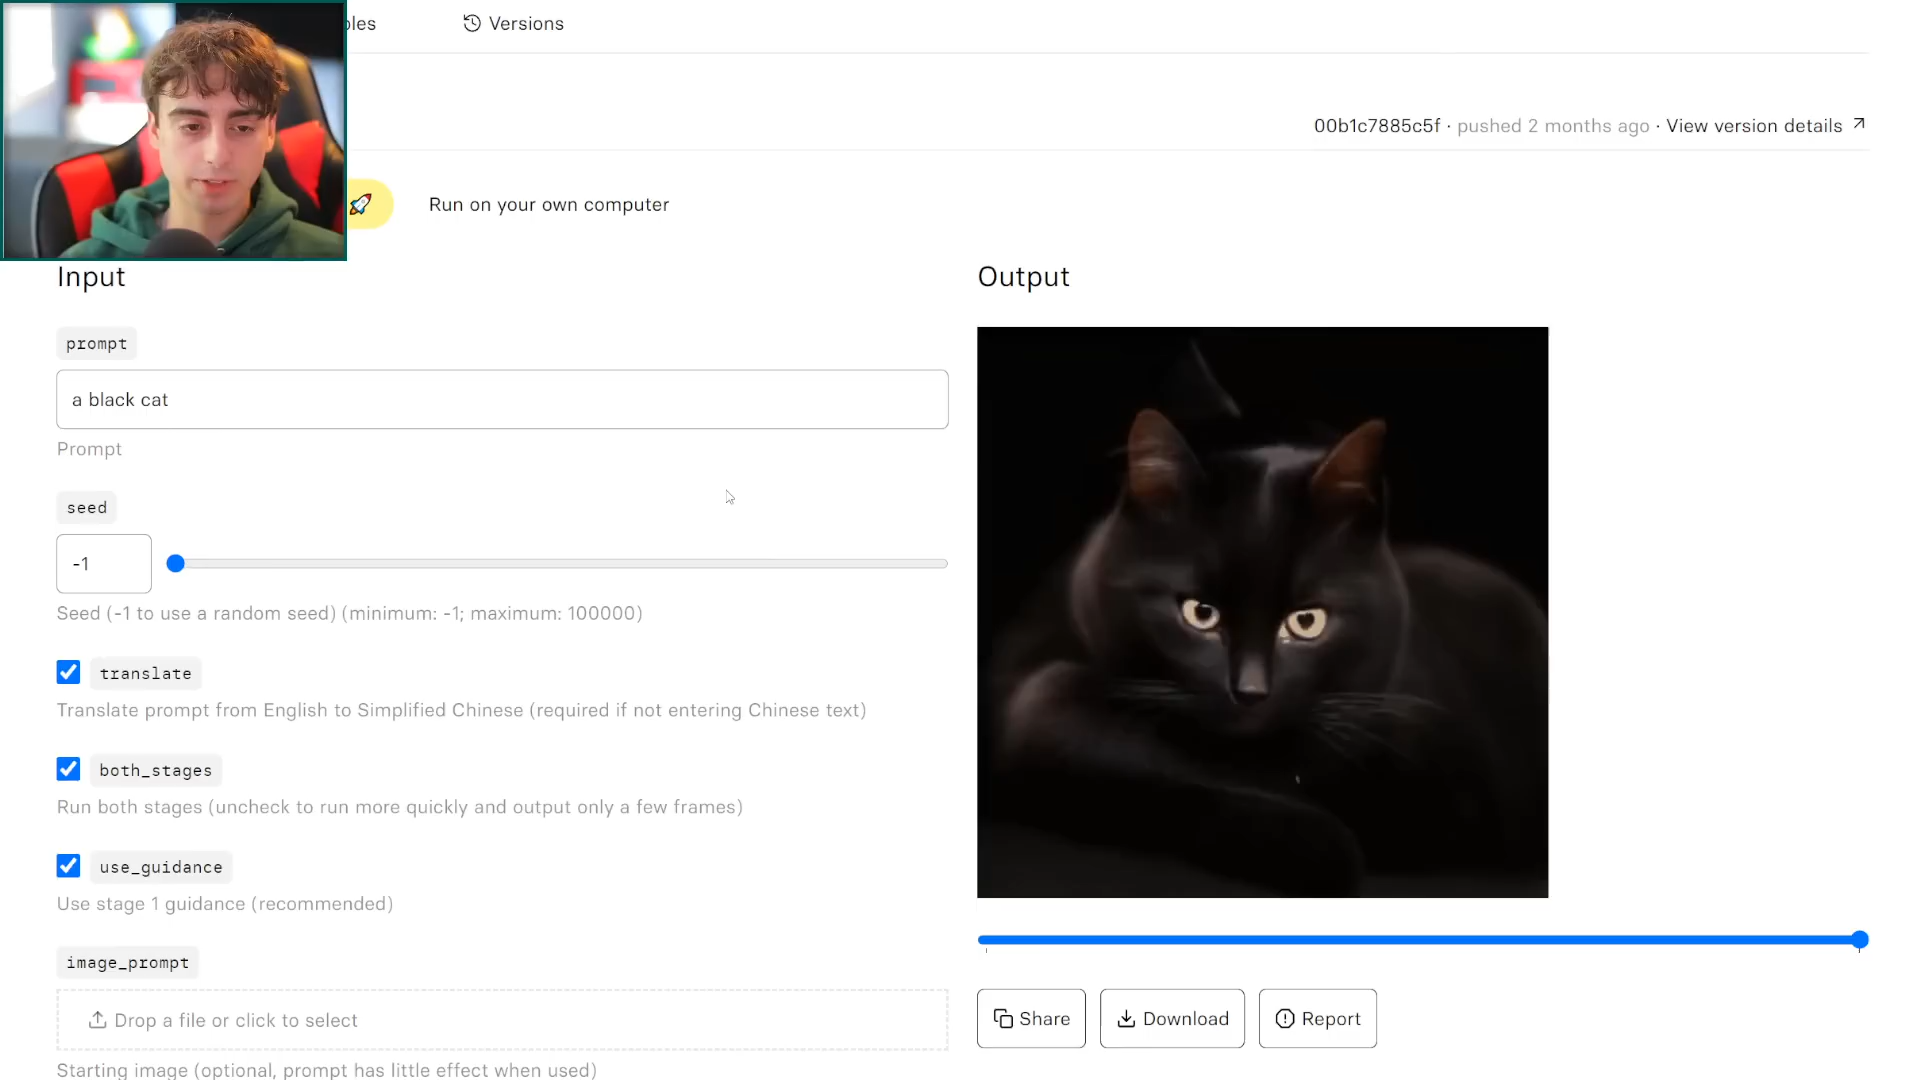 Versions
00b1c7885c5f · pushed 2 months ago · View version details
Run on your own computer
Input
Output
prompt
a black cat
Prompt
seed
-1
Seed (-1 to use a random seed) (minimum: -1; maximum: 100000)
translate
Translate prompt from English to Simplified Chinese (required if not entering Chinese text)
both_stages
Run both stages (uncheck to run more quickly and output only a few frames)
use_guidance
Use stage 1 guidance (recommended)
image_prompt
Drop a file or click to select
Share
Download
Report
Starting image (optional, prompt has little effect when used)